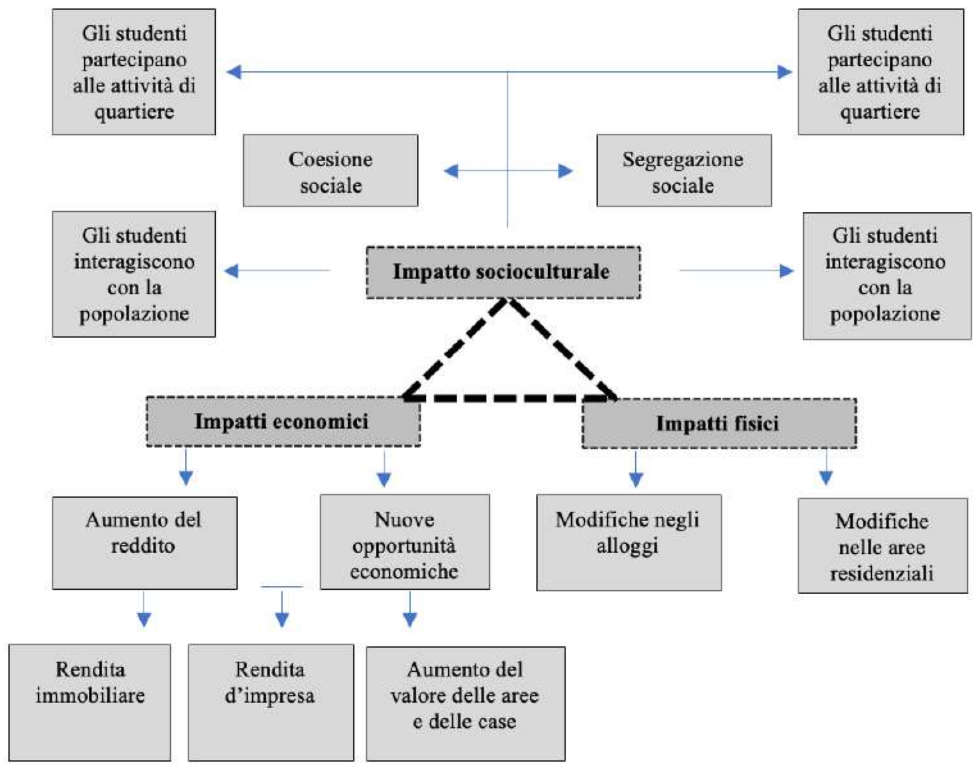 Gli studenti
partecipano
alle attività di
quartiere
Gli studenti
partecipano
alle attività di
quartiere
Coesione
sociale
Segregazione
sociale
Gli studenti
interagiscono
con la
popolazione
Impatto socioculturale
Gli studenti
interagiscono
con la
popolazione
Impatti economici
Impatti fisici
Aumento del
reddito
Nuove
opportunità
economiche
Modifiche negli
alloggi
Modifiche
nelle aree
residenziali
Rendita
immobiliare
Rendita
d’impresa
Aumento del
valore delle aree
e delle case